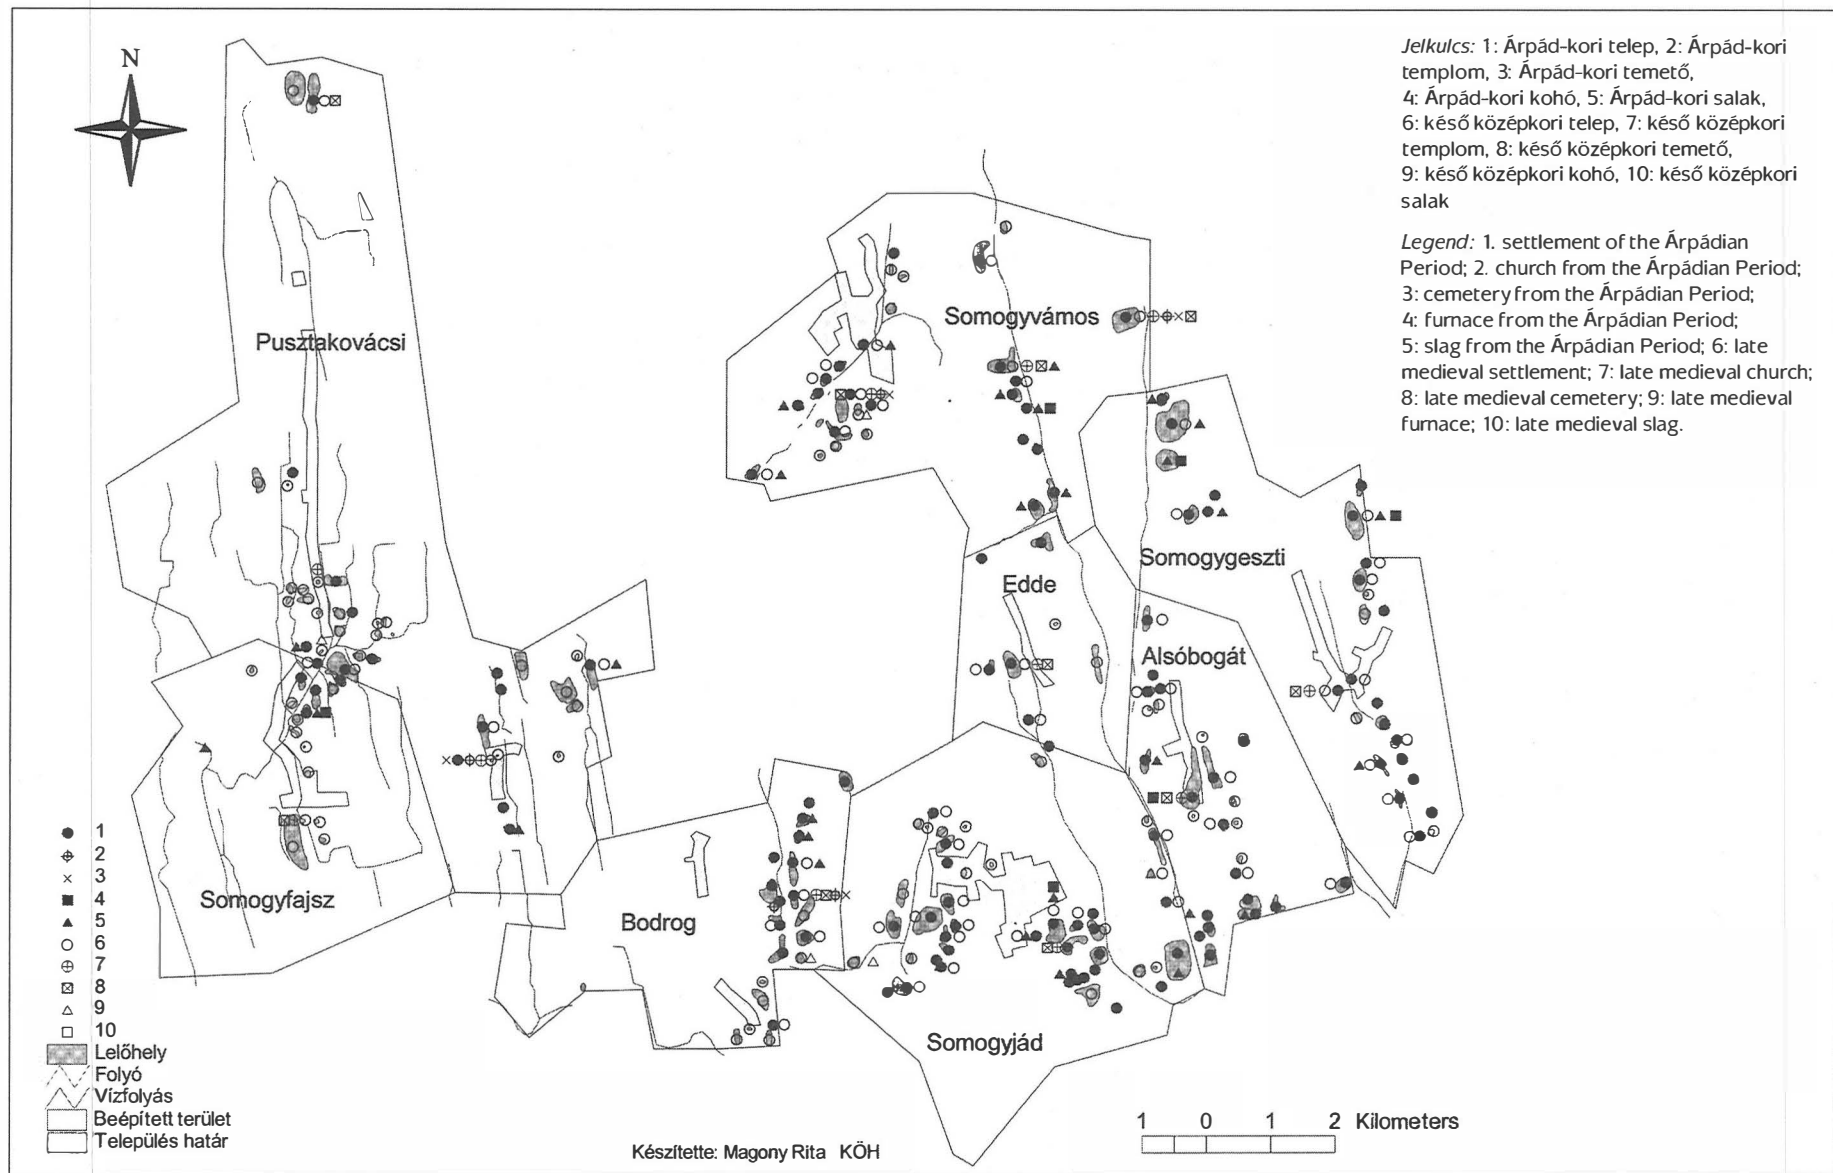 N
Jelkulcs: 1: Árpád-kori telep, 2: Árpád-kori
templom, 3: Árpád-kori temető,
4: Árpád-kori kohó, 5: Árpád-kori salak,
6: késő középkori telep, 7: késő középkori
templom, 8: késő középkori temető,
9: késő középkori kohó, 10: késő középkori
salak
Legend: 1. settlement of the Árpádian
Period; 2. church from the Árpádian Period;
3: cemetery from the Árpádian Period;
4: furnace from the Árpádian Period;
5: slag from the Árpádian Period; 6: late
medieval settlement; 7: late medieval church;
8: late medieval cemetery; 9: late medieval
furnace; 10: late medieval slag.
Somogyvámos
Pusztakovácsi
Somogygeszti
Edde
Alsóbogát
Somogyfajsz
Bodrog
Somogyjád
1
2
3
4
5
6
7
8
9
10
Lelőhely
Folyó
Vízfolyás
Beépített terület
Település határ
Készítette: Magony Rita KÖH
1 0 1 2 Kilometers